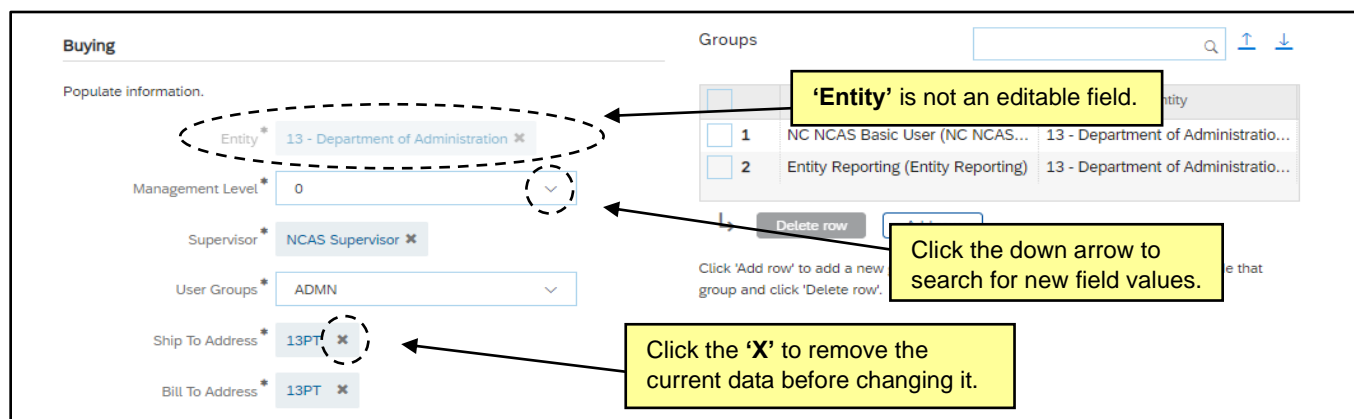 Buying
Populate information.
Entity* 13 - Department of Administration ✖
Management Level* 0
Supervisor* NCAS Supervisor ✖
User Groups* ADMN
Ship To Address* 13PT ✖
Bill To Address* 13PT ✖
Groups
‘Entity’ is not an editable field.
1 NC NCAS Basic User (NC NCAS... 13 - Department of Administratio...
2 Entity Reporting (Entity Reporting) 13 - Department of Administratio...
Delete row
Click 'Add row' to add a new
group and click 'Delete row'.
that
Click the down arrow to
search for new field values.
Click the ‘X’ to remove the
current data before changing it.